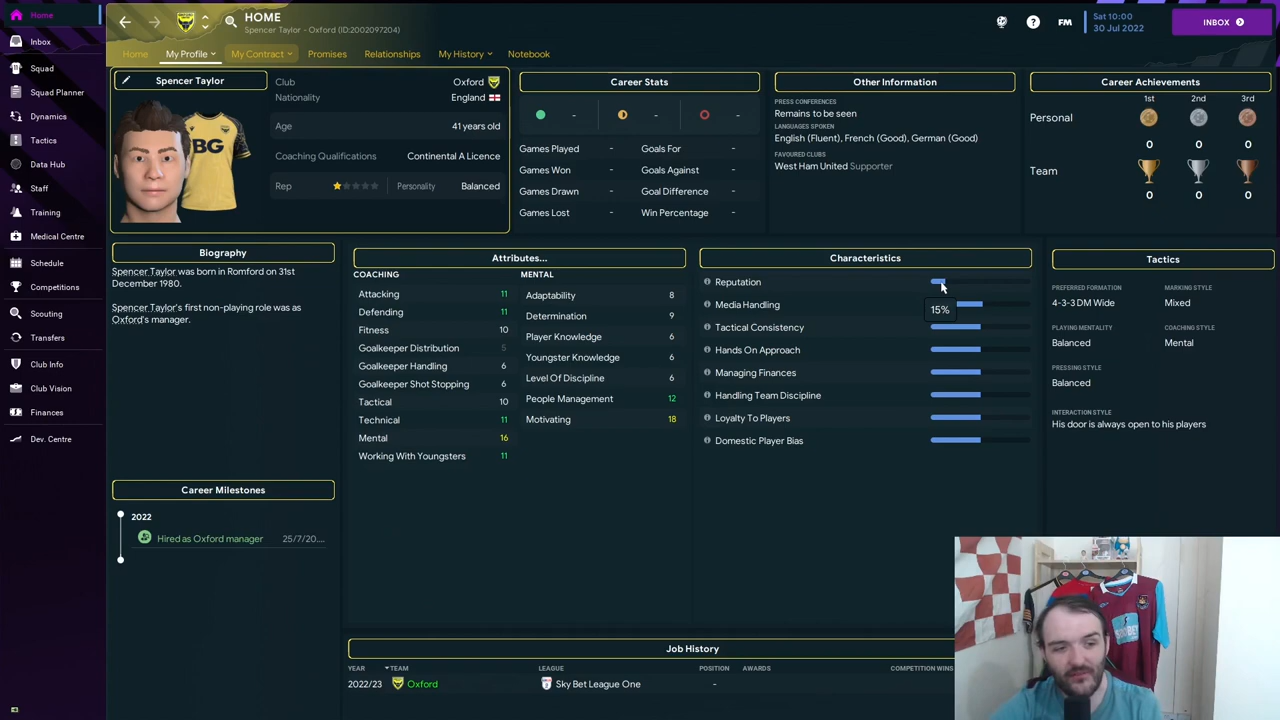 Home
Inbox
Squad
Squad Planner
Dynamics
Tactics
Data Hub
Staff
Training
Medical Centre
Schedule
Competitions
Scouting
Transfers
Club Info
Club Vision
Finances
Dev. Centre
HOME
Spencer Taylor - Oxford (ID:2002097204)
FM
Sat 10:00
30 Jul 2022
INBOX
Home
My Profile
My Contract
Promises
Relationships
My History
Notebook
Spencer Taylor
BG
Club Oxford
Nationality England
Age 41 years old
Coaching Qualifications Continental A Licence
Rep Personality Balanced
Career Stats
- - -
Games Played - Goals For -
Games Won - Goals Against -
Games Drawn - Goal Difference -
Games Lost - Win Percentage -
Other Information
PRESS CONFERENCES
Remains to be seen
LANGUAGES SPOKEN
English (Fluent), French (Good), German (Good)
FAVOURED CLUBS
West Ham United Supporter
Career Achievements
1st 2nd 3rd
Personal
0 0 0
Team
0 0 0
Biography
Spencer Taylor was born in Romford on 31st
December 1980.
Spencer Taylor's first non-playing role was as
Oxford's manager.
Career Milestones
2022
Hired as Oxford manager 25/7/20....
Attributes...
COACHING
Attacking 11
Defending 11
Fitness 10
Goalkeeper Distribution 5
Goalkeeper Handling 6
Goalkeeper Shot Stopping 6
Tactical 10
Technical 11
Mental 16
Working With Youngsters 11
MENTAL
Adaptability 8
Determination 9
Player Knowledge 6
Youngster Knowledge 6
Level Of Discipline 6
People Management 12
Motivating 18
Characteristics
Reputation
Media Handling
15%
Tactical Consistency
Hands On Approach
Managing Finances
Handling Team Discipline
Loyalty To Players
Domestic Player Bias
Tactics
PREFERRED FORMATION
4-3-3 DM Wide
MARKING STYLE
Mixed
PLAYING MENTALITY
Balanced
COACHING STYLE
Mental
PRESSING STYLE
Balanced
INTERACTION STYLE
His door is always open to his players
Job History
YEAR TEAM LEAGUE POSITION AWARDS COMPETITION WINS
2022/23 Oxford Sky Bet League One -